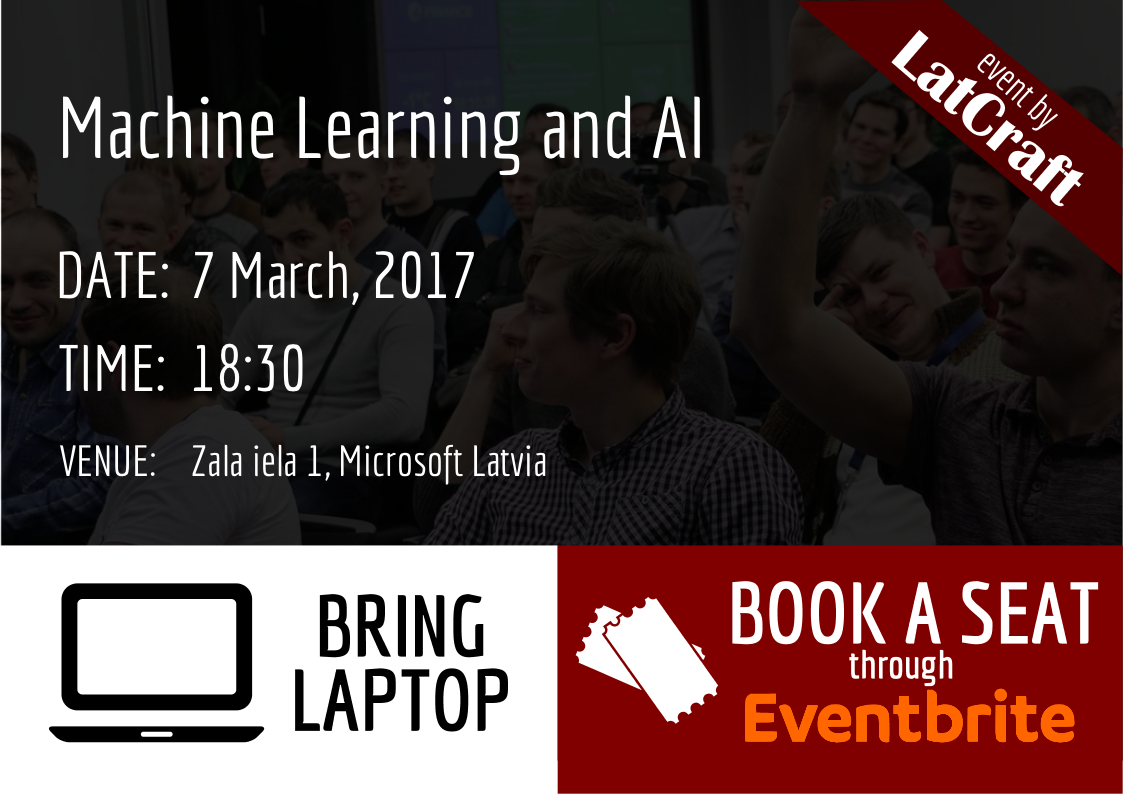 event by
LatCraft
Machine Learning and AI
DATE: 7 March, 2017
TIME: 18:30
VENUE: Zala iela 1, Microsoft Latvia
BRING
LAPTOP
BOOK A SEAT
through
Eventbrite